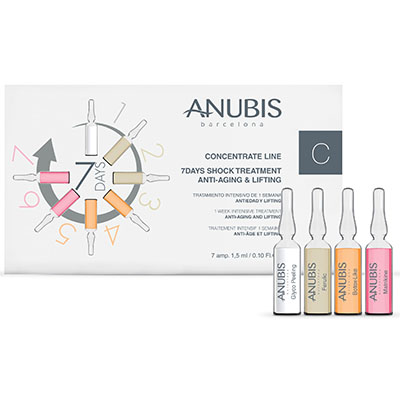 ANUBIS
barcelona
CONCENTRATE LINE
C
7DAYS SHOCK TREATMENT
ANTI-AGING & LIFTING
TRATAMIENTO INTENSIVO DE 1 SEMANA
ANTIEDAD Y LIFTING
1 WEEK INTENSIVE TREATMENT
ANTI-AGING AND LIFTING
TRAITEMENT INTENSIF 1 SEMAINE
ANTI-ÂGE ET LIFTING
7 amp. 1,5 ml / 0.10 Fl.O
7 DAYS
1
2
3
4
5
6
7
ANUBIS
Glyco Peeling
ANUBIS
Ferulic
ANUBIS
Botox Like
ANUBIS
Matrikine